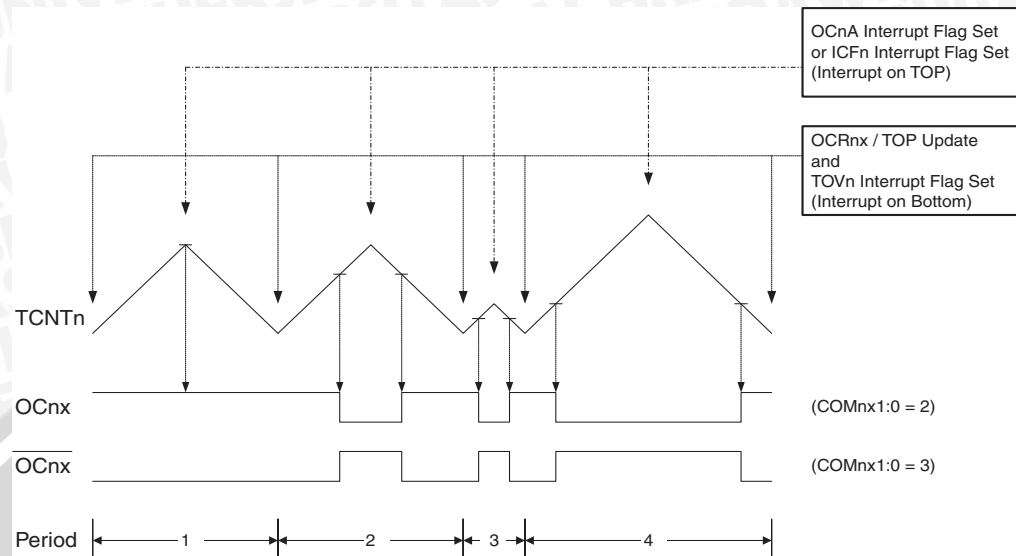 OCnA Interrupt Flag Set
or ICFn Interrupt Flag Set
(Interrupt on TOP)
OCRnx / TOP Update
and
TOVn Interrupt Flag Set
(Interrupt on Bottom)
TCNTn
OCnx
(COMnx1:0 = 2)
OCnx
(COMnx1:0 = 3)
Period
1
2
3
4